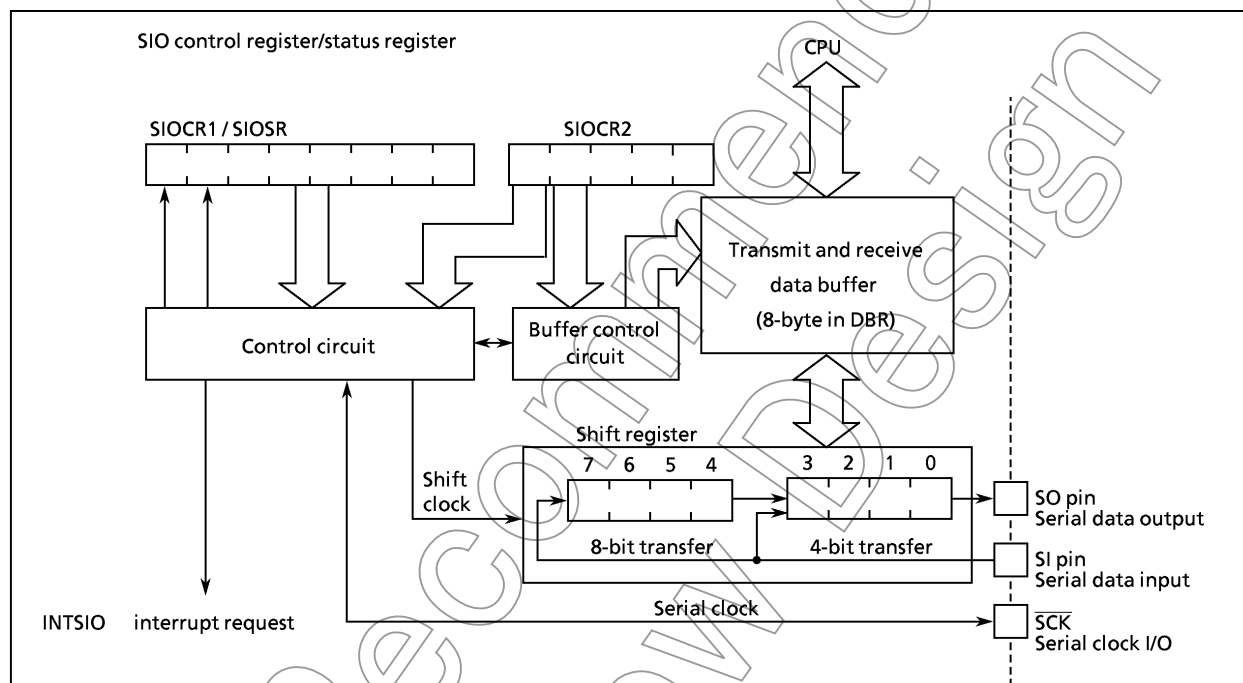 SIO control register/status register
CPU
SIOCR1 / SIOSR
SIOCR2
Transmit and receive
data buffer
(8-byte in DBR)
Control circuit
Buffer control
circuit
Shift register
7 6 5 4
3 2 1 0
Shift
clock
8-bit transfer
4-bit transfer
SO pin
Serial data output
SI pin
Serial data input
Serial clock
SCK
Serial clock I/O
INTSIO interrupt request